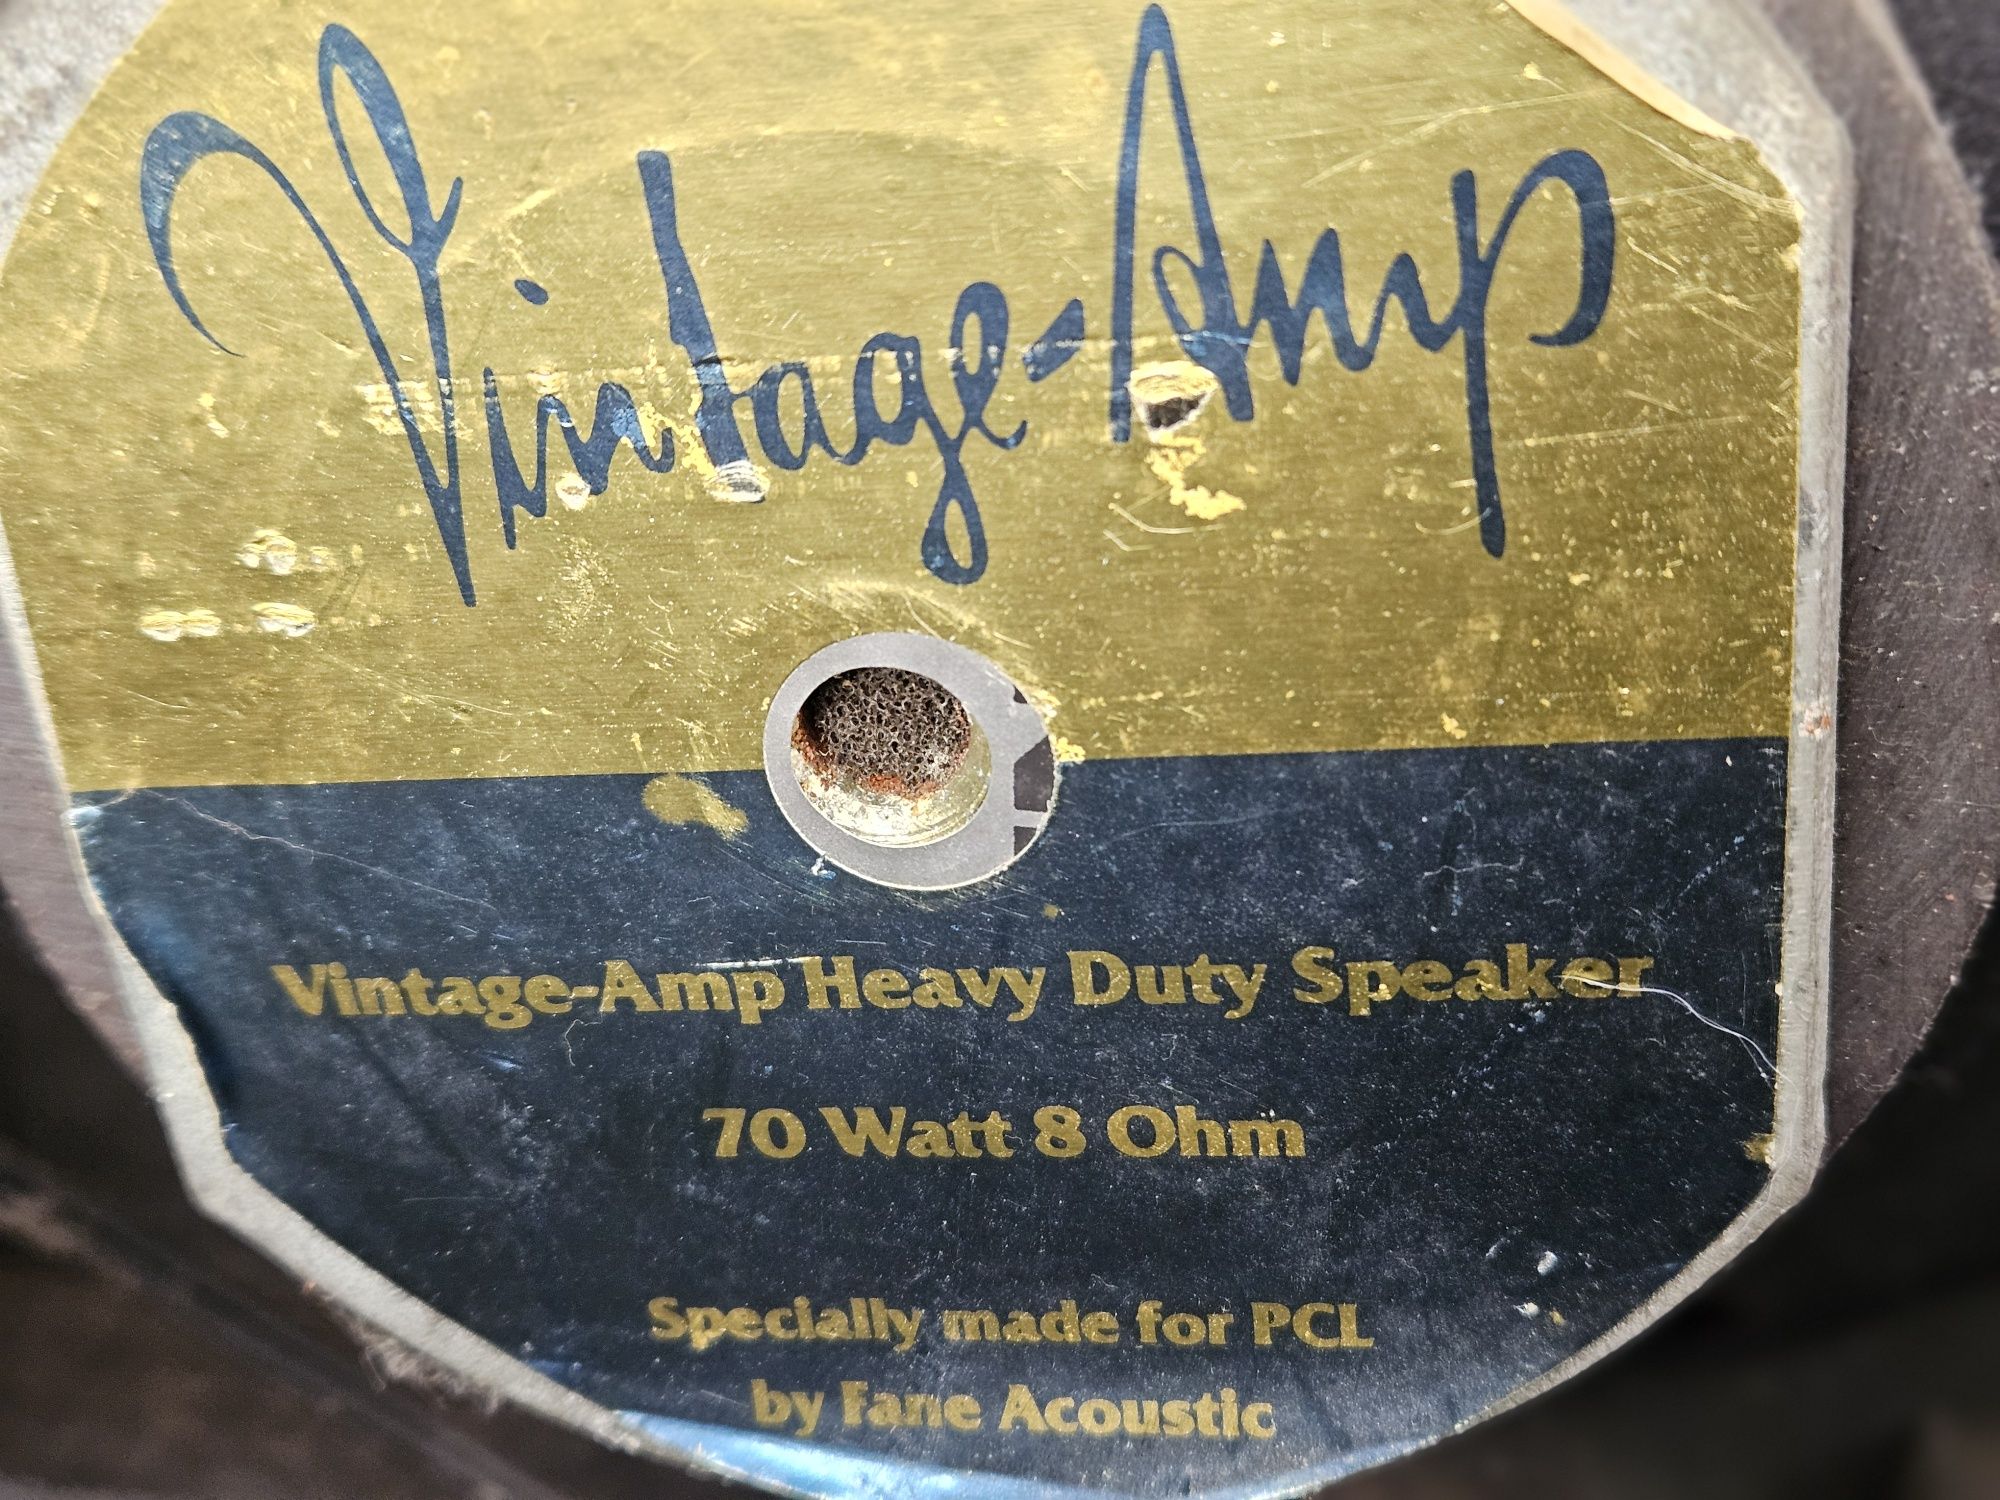 Vintage-Amp
Vintage-Amp Heavy Duty Speaker
70 Watt 8 Ohm
Specially made for PCL
by Fane Acoustic